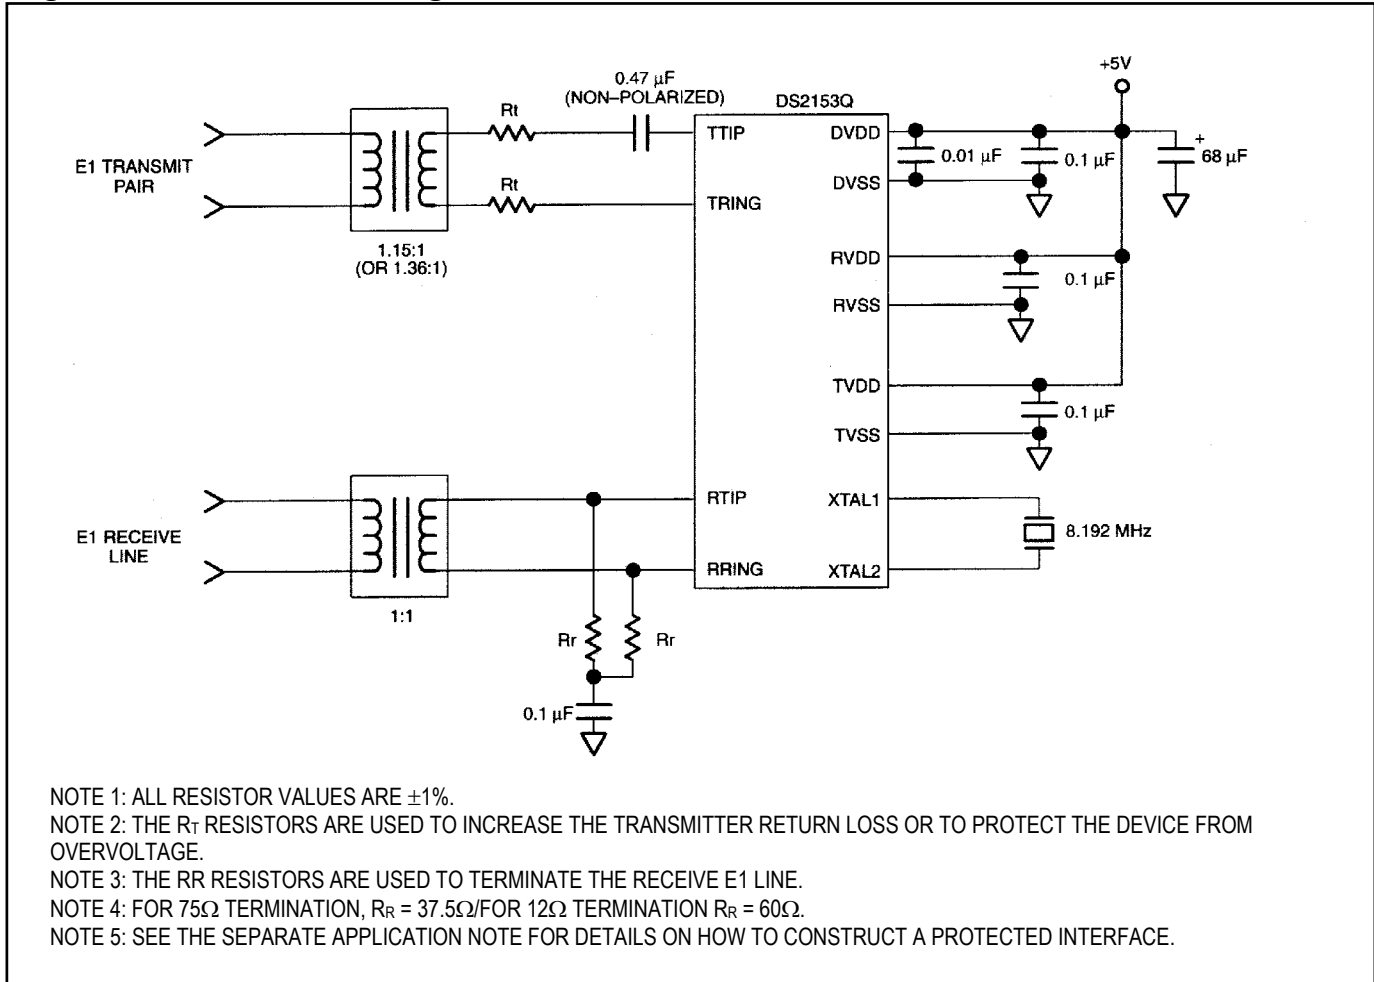 +5V
0.47 µF
(NON–POLARIZED)
DS2153Q
Rt
TTIP
DVDD
+
0.01 µF
0.1 µF
68 µF
E1 TRANSMIT
PAIR
DVSS
Rt
TRING
1.15:1
(OR 1.36:1)
RVDD
0.1 µF
RVSS
TVDD
0.1 µF
TVSS
RTIP
XTAL1
E1 RECEIVE
LINE
8.192 MHz
RRING
XTAL2
1:1
Rr
Rr
0.1 µF
NOTE 1: ALL RESISTOR VALUES ARE ±1%.
NOTE 2: THE RT RESISTORS ARE USED TO INCREASE THE TRANSMITTER RETURN LOSS OR TO PROTECT THE DEVICE FROM
OVERVOLTAGE.
NOTE 3: THE RR RESISTORS ARE USED TO TERMINATE THE RECEIVE E1 LINE.
NOTE 4: FOR 75Ω TERMINATION, RR = 37.5Ω/FOR 12Ω TERMINATION RR = 60Ω.
NOTE 5: SEE THE SEPARATE APPLICATION NOTE FOR DETAILS ON HOW TO CONSTRUCT A PROTECTED INTERFACE.